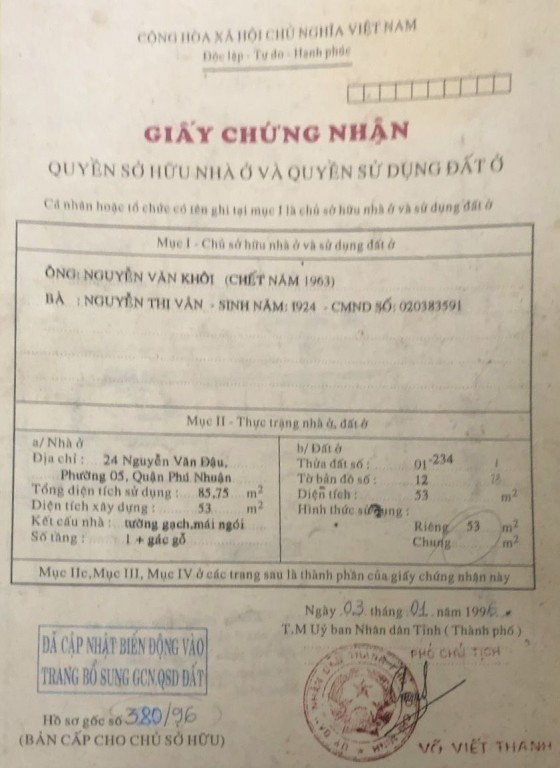 CỘNG HÒA XÃ HỘI CHỦ NGHĨA VIỆT NAM
Độc lập - Tự do - Hạnh phúc
GIẤY CHỨNG NHẬN
QUYỀN SỞ HỮU NHÀ Ở VÀ QUYỀN SỬ DỤNG ĐẤT Ở
Cá nhân hoặc tổ chức có tên ghi tại mục I là chủ sở hữu nhà ở và sử dụng đất ở
Mục I - Chủ sở hữu nhà ở và sử dụng đất ở
ÔNG: NGUYỄN VĂN KHÔI (CHẾT NĂM 1963)
BÀ : NGUYỄN THỊ VÂN - SINH NĂM: 1924 - CMND SỐ: 020383591
Mục II - Thực trạng nhà ở, đất ở
a/ Nhà ở
Địa chỉ : 24 Nguyễn Văn Đậu,
Phường 05, Quận Phú Nhuận
Tổng diện tích sử dụng : 85,75 m2
Diện tích xây dựng : 53 m2
Kết cấu nhà : tường gạch,mái ngói
Số tầng : 1 + gác gỗ
b/ Đất ở
Thửa đất số : 01-234
Tờ bản đồ số : 12
Diện tích : 53 m2
Hình thức sử dụng :
Riêng 53 m2
Chung m2
Mục IIc,Mục III, Mục IV ở các trang sau là thành phần của giấy chứng nhận này
Ngày 03 tháng 01 năm 1996
T.M Uỷ ban Nhân dân Tỉnh ( Thành phố )
PHÓ CHỦ TỊCH
ĐÃ CẬP NHẬT BIẾN ĐỘNG VÀO
TRANG BỔ SUNG GCN.QSD ĐẤT
Hồ sơ gốc số 380/96
(BẢN CẤP CHO CHỦ SỞ HỮU)
VÕ VIẾT THANH